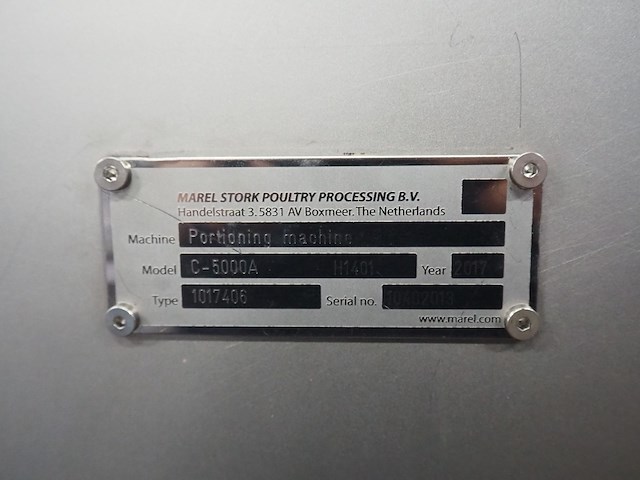 MAREL STORK POULTRY PROCESSING B.V.
Handelstraat 3. 5831 AV Boxmeer. The Netherlands
Machine Portioning machine
Model C-5000A H1401 Year 2017
Type 1017406 Serial no.
www.marel.com